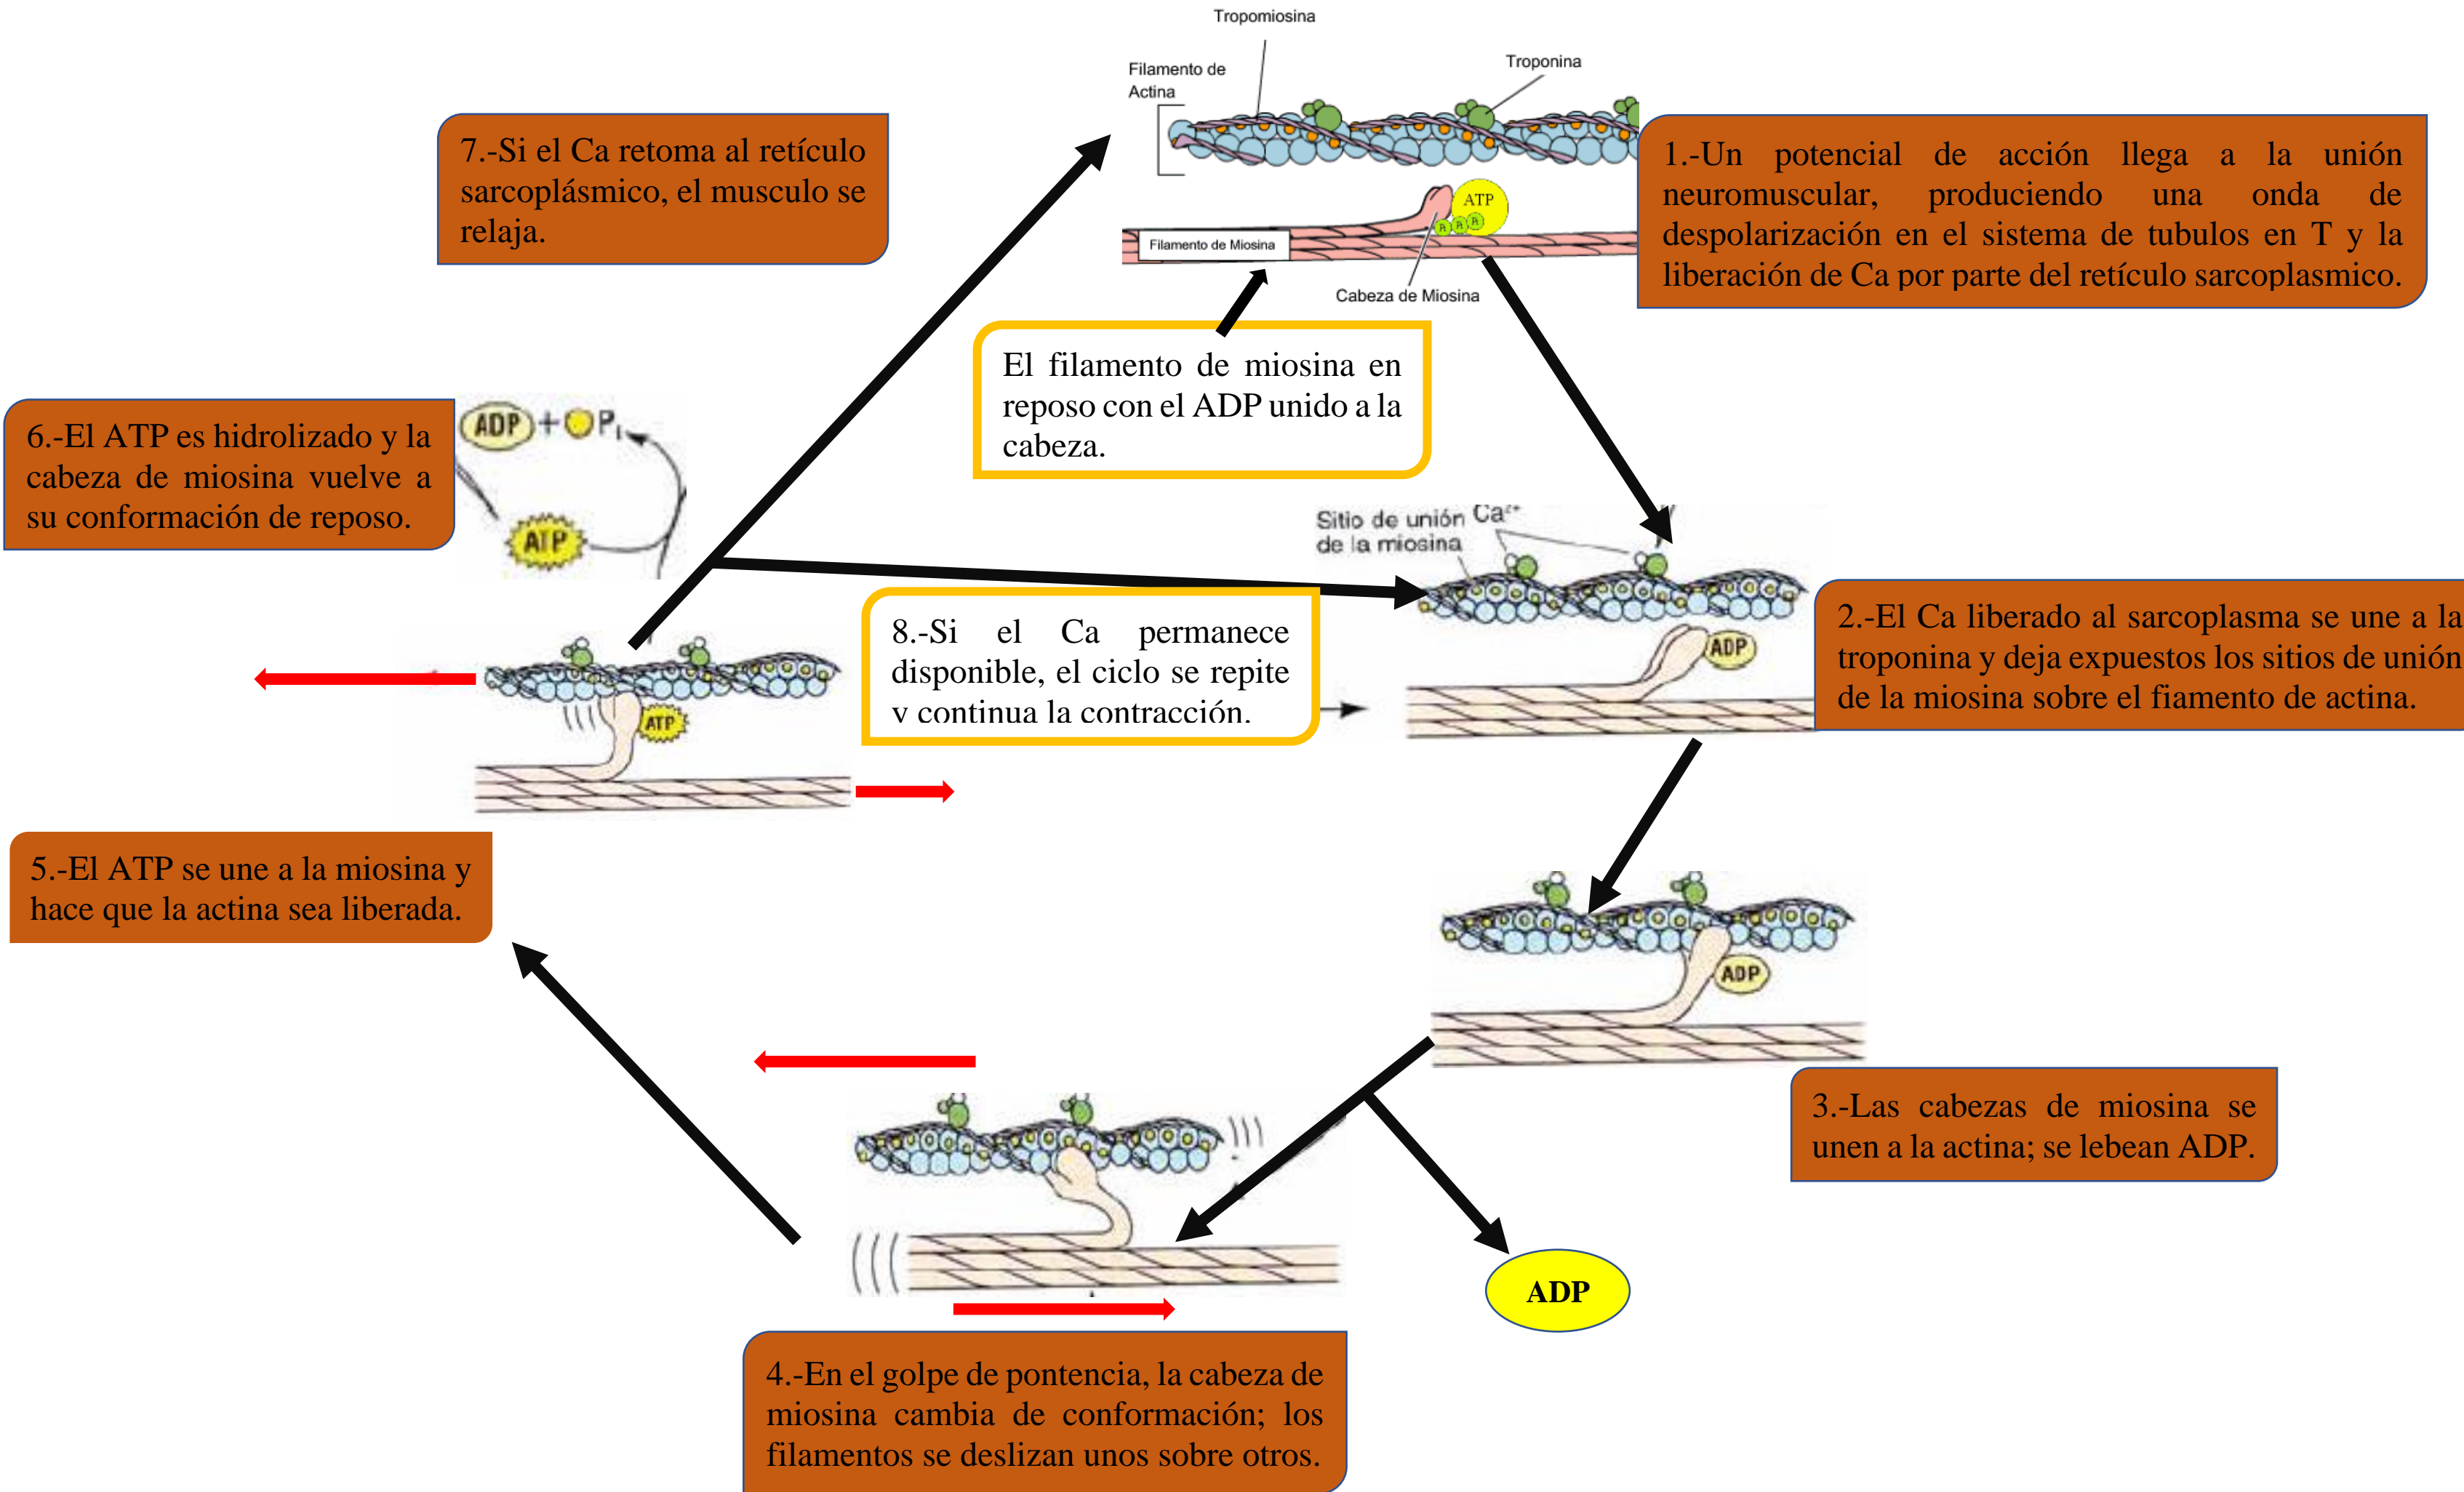 Tropomiosina
Filamento de
Actina
Troponina
ATP
Pi Pi Pi
Filamento de Miosina
Cabeza de Miosina
1.-Un potencial de acción llega a la unión
neuromuscular, produciendo una onda de
despolarización en el sistema de tubulos en T y la
liberación de Ca por parte del retículo sarcoplasmico.
El filamento de miosina en
reposo con el ADP unido a la
cabeza.
Sitio de unión
de la miosina
Ca²⁺
ADP
2.-El Ca liberado al sarcoplasma se une a la
troponina y deja expuestos los sitios de unión
de la miosina sobre el fiamento de actina.
ADP
3.-Las cabezas de miosina se
unen a la actina; se lebean ADP.
ADP
4.-En el golpe de pontencia, la cabeza de
miosina cambia de conformación; los
filamentos se deslizan unos sobre otros.
5.-El ATP se une a la miosina y
hace que la actina sea liberada.
ATP
6.-El ATP es hidrolizado y la
cabeza de miosina vuelve a
su conformación de reposo.
ADP + Pi
ATP
7.-Si el Ca retoma al retículo
sarcoplásmico, el musculo se
relaja.
8.-Si el Ca permanece
disponible, el ciclo se repite
y continua la contracción.